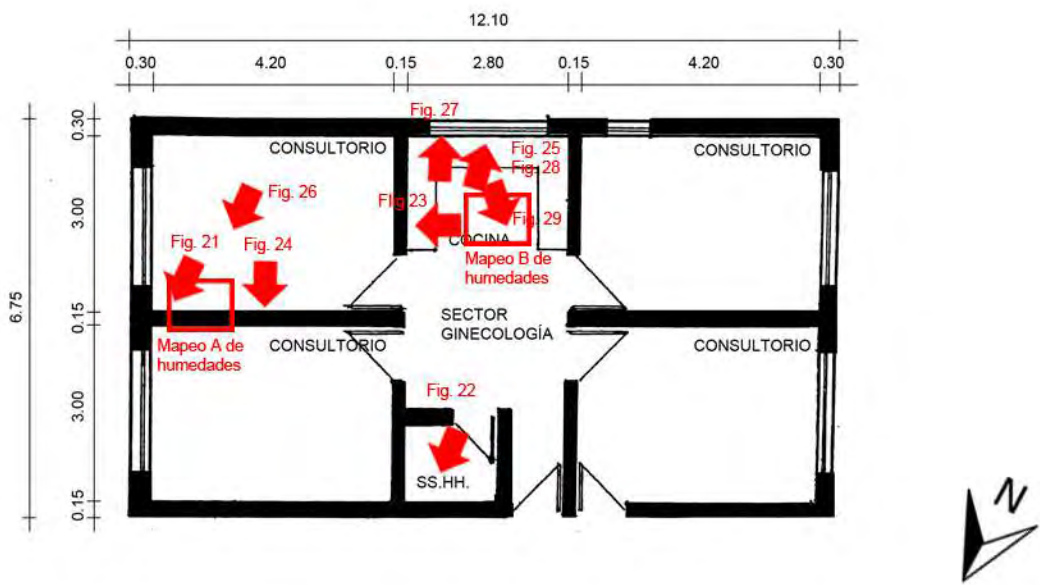 12.10
0.30 4.20 0.15 2.80 0.15 4.20 0.30
Fig. 27
0.30
CONSULTORIO
Fig. 25
CONSULTORIO
Fig. 28
Fig. 26
FIig 23
3.00
Fig. 29
Fig. 21
Fig. 24
COCINA
Mapeo B de
humedades
6.75
0.15
SECTOR
GINECOLOGÍA
Mapeo A de
humedades
CONSULTORIO
CONSULTORIO
3.00
Fig. 22
SS.HH.
0.15
N